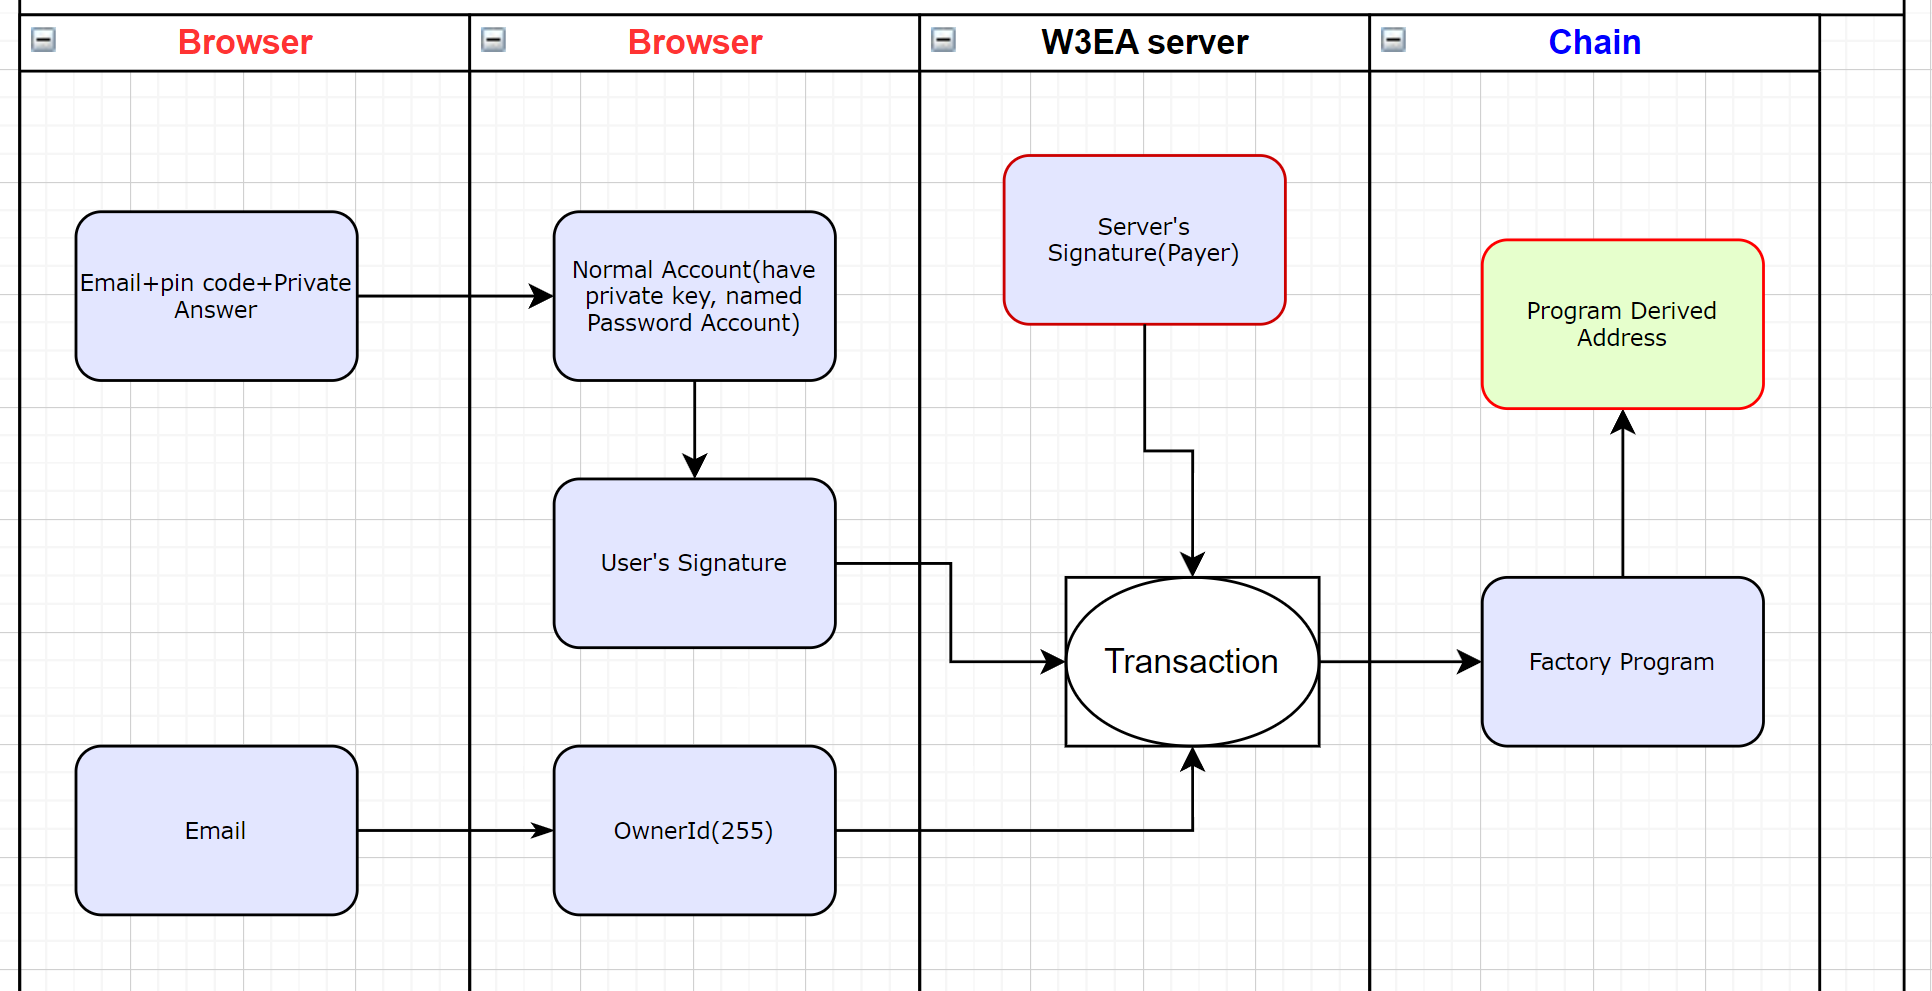 Browser
Browser
W3EA server
Chain
Email+pin code+Private
Answer
Normal Account(have
private key, named
Password Account)
Server's
Signature(Payer)
Program Derived
Address
User's Signature
Transaction
Factory Program
Email
OwnerId(255)